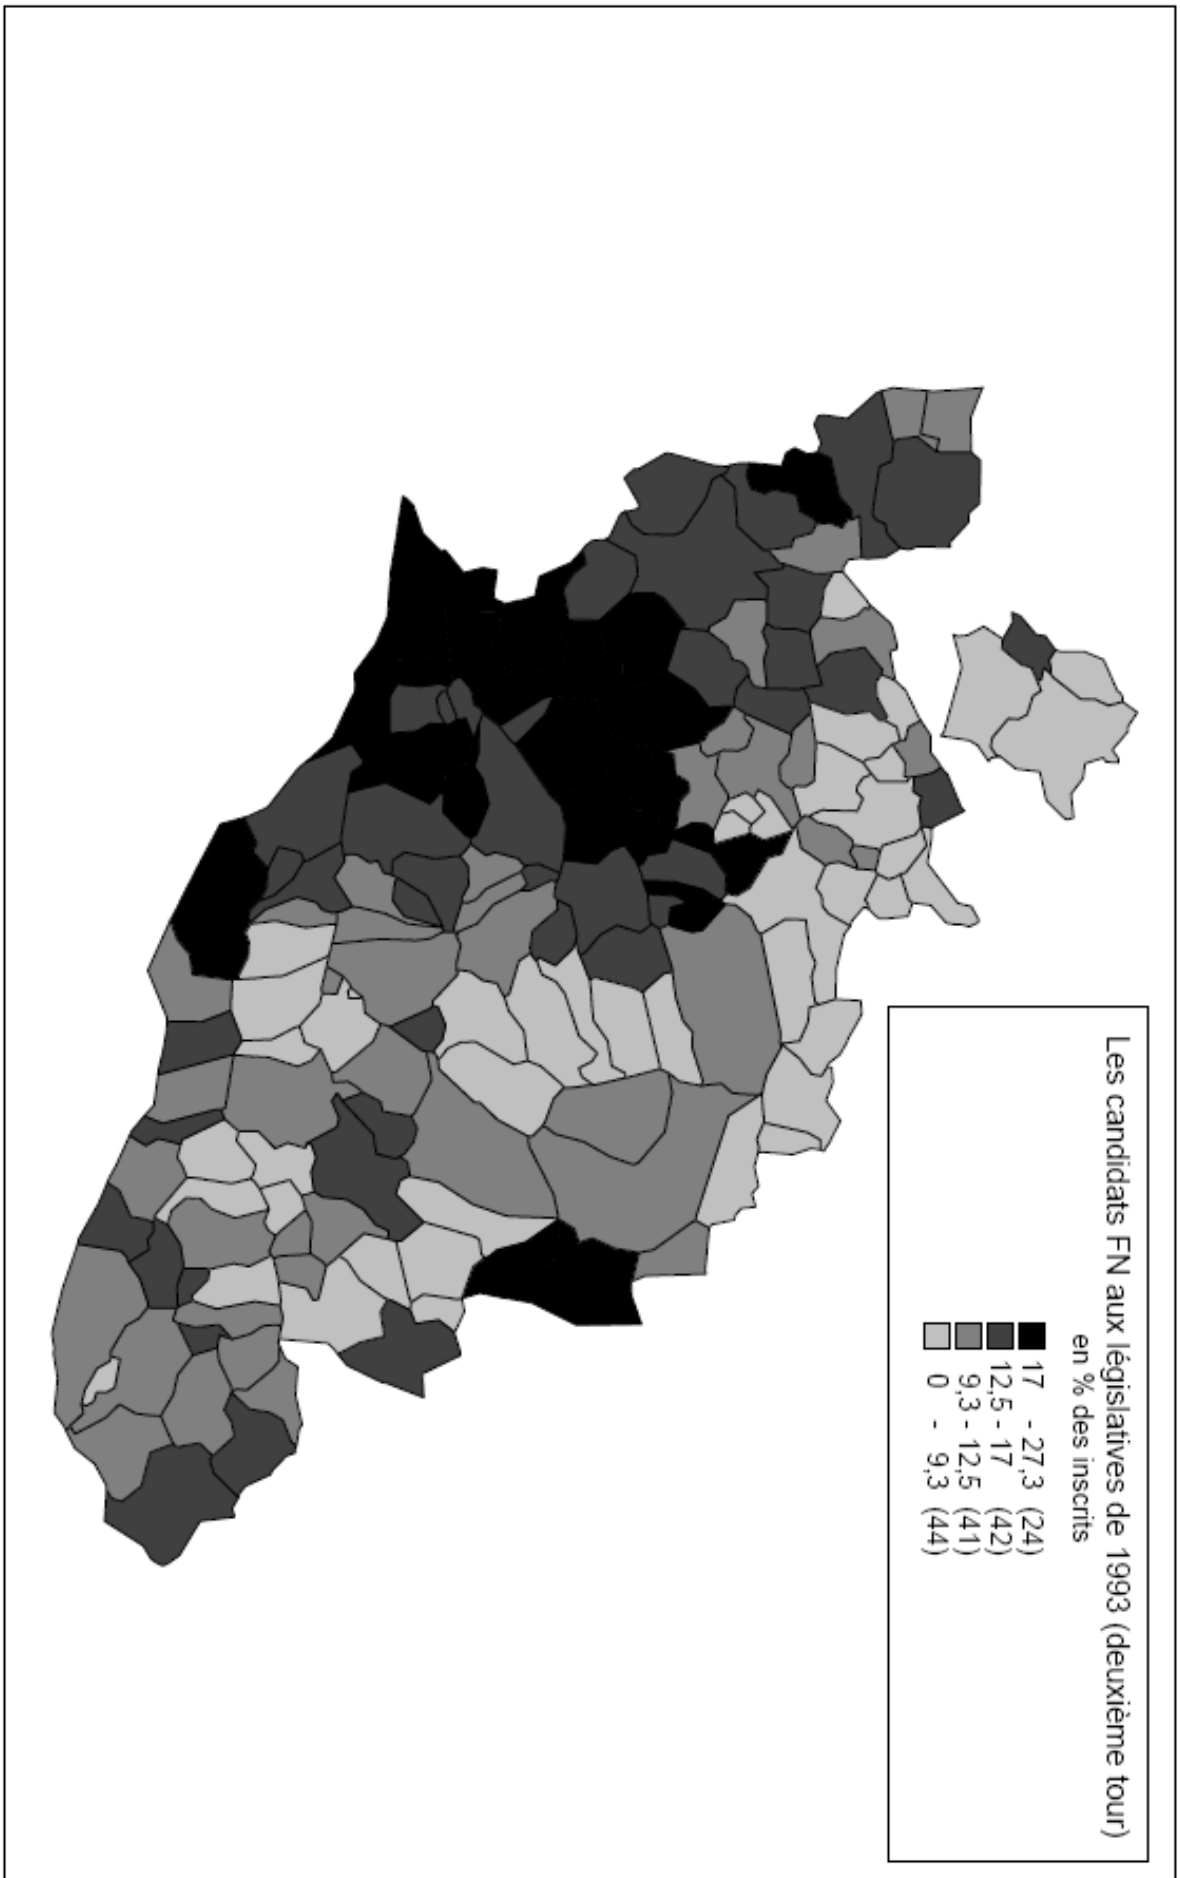 Les candidats FN aux législatives de 1993 (deuxième tour)
en % des inscrits
17 - 27,3 (24)
12,5 - 17 (42)
9,3 - 12,5 (41)
0 - 9,3 (44)